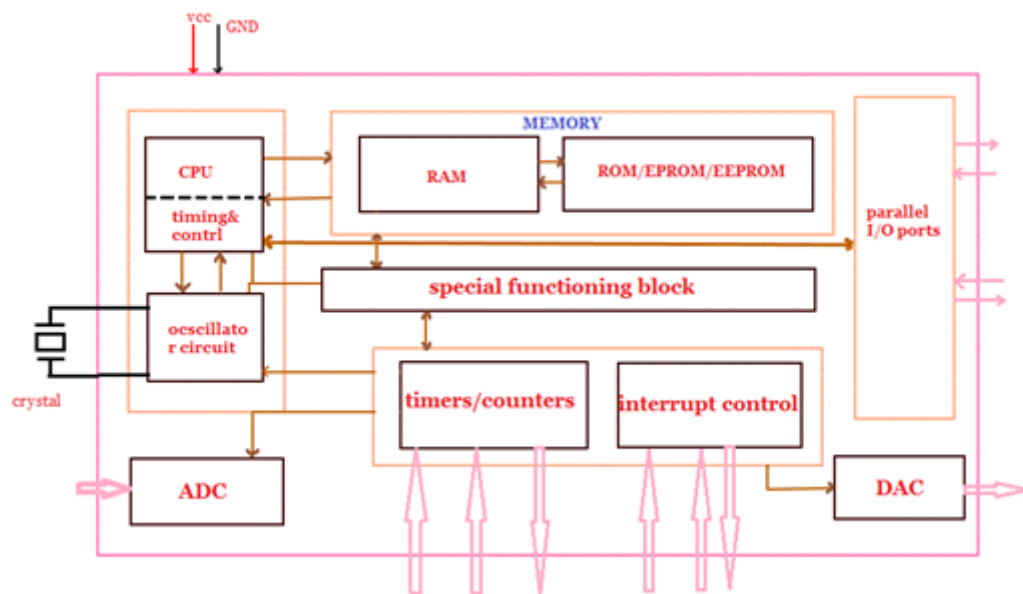 vcc
GND
MEMORY
CPU
RAM
ROM/EPROM/EEPROM
timing&
contrl
parallel
I/O ports
special functioning block
ocscillato
r circuit
crystal
timers/counters
interrupt control
ADC
DAC